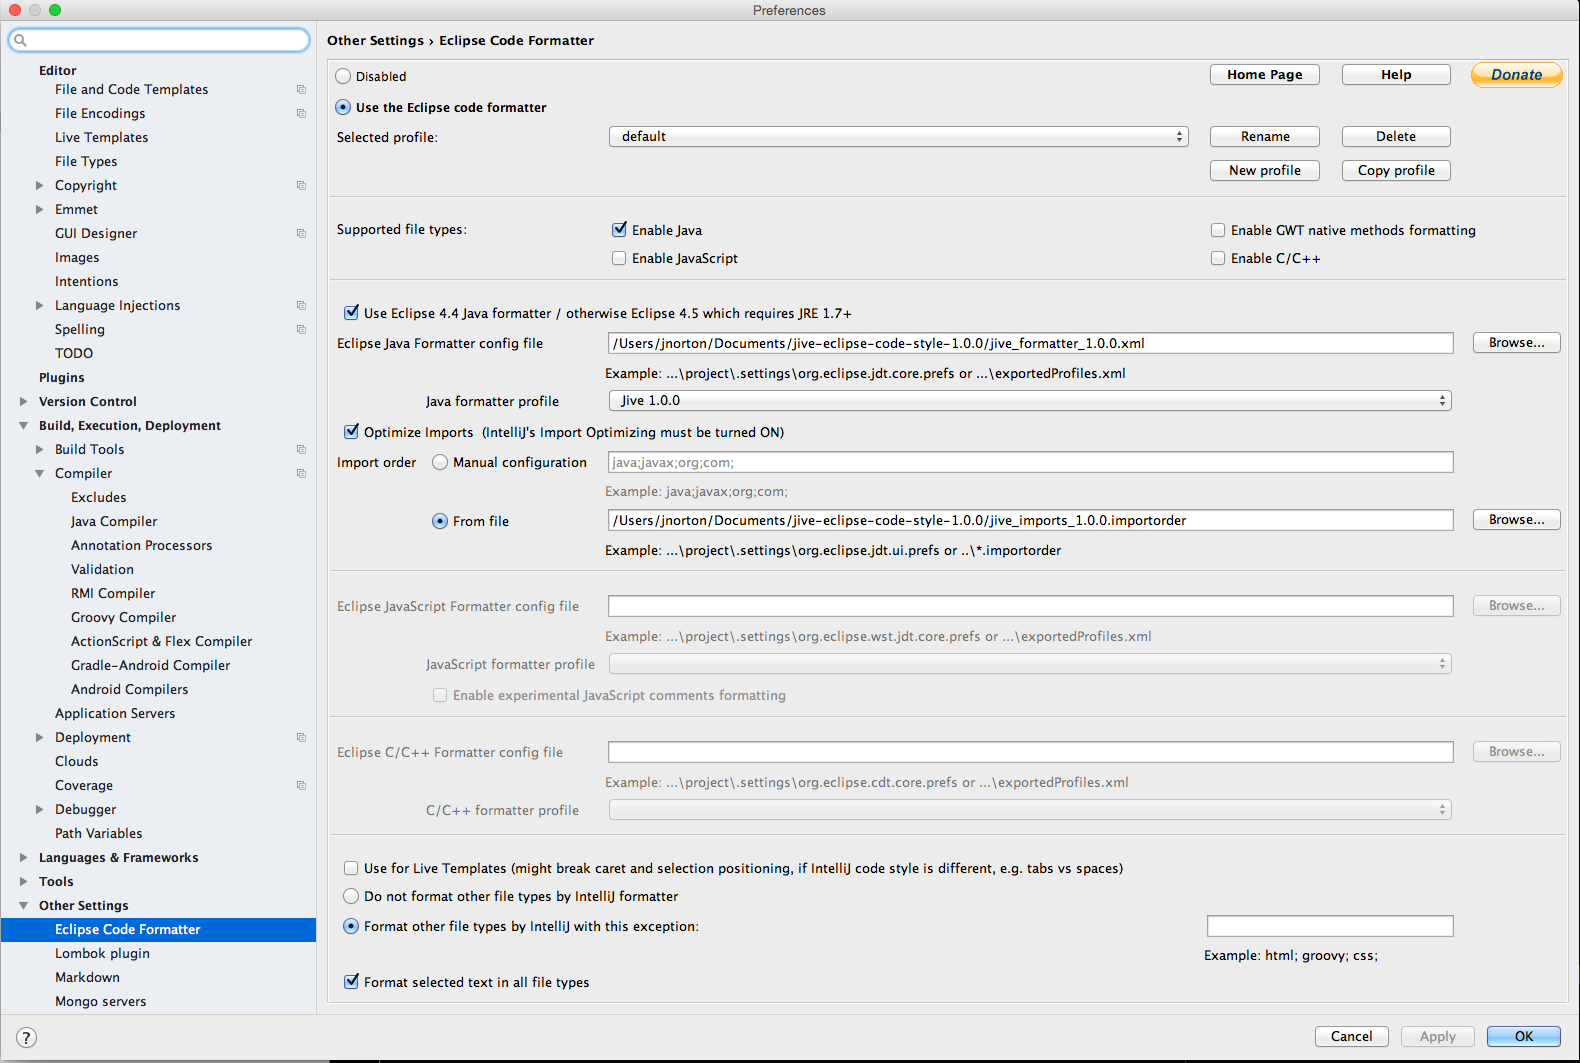 Preferences
Editor
File and Code Templates
File Encodings
Live Templates
File Types
Copyright
Emmet
GUI Designer
Images
Intentions
Language Injections
Spelling
TODO
Plugins
Version Control
Build, Execution, Deployment
Build Tools
Compiler
Excludes
Java Compiler
Annotation Processors
Validation
RMI Compiler
Groovy Compiler
ActionScript & Flex Compiler
Gradle-Android Compiler
Android Compilers
Application Servers
Deployment
Clouds
Coverage
Debugger
Path Variables
Languages & Frameworks
Tools
Other Settings
Eclipse Code Formatter
Lombok plugin
Markdown
Mongo servers
Other Settings › Eclipse Code Formatter
Disabled
Home Page Help Donate
Use the Eclipse code formatter
Selected profile: default Rename Delete
New profile Copy profile
Supported file types: Enable Java Enable GWT native methods formatting
Enable JavaScript Enable C/C++
Use Eclipse 4.4 Java formatter / otherwise Eclipse 4.5 which requires JRE 1.7+
Eclipse Java Formatter config file /Users/jnorton/Documents/jive-eclipse-code-style-1.0.0/jive_formatter_1.0.0.xml Browse...
Example: ...\project\.settings\org.eclipse.jdt.core.prefs or ...\exportedProfiles.xml
Java formatter profile Jive 1.0.0
Optimize Imports (IntelliJ's Import Optimizing must be turned ON)
Import order Manual configuration java;javax;org;com;
Example: java;javax;org;com;
From file /Users/jnorton/Documents/jive-eclipse-code-style-1.0.0/jive_imports_1.0.0.importorder Browse...
Example: ...\project\.settings\org.eclipse.jdt.ui.prefs or ..\*.importorder
Eclipse JavaScript Formatter config file Browse...
Example: ...\project\.settings\org.eclipse.wst.jdt.core.prefs or ...\exportedProfiles.xml
JavaScript formatter profile
Enable experimental JavaScript comments formatting
Eclipse C/C++ Formatter config file Browse...
Example: ...\project\.settings\org.eclipse.cdt.core.prefs or ...\exportedProfiles.xml
C/C++ formatter profile
Use for Live Templates (might break caret and selection positioning, if IntelliJ code style is different, e.g. tabs vs spaces)
Do not format other file types by IntelliJ formatter
Format other file types by IntelliJ with this exception:
Example: html; groovy; css;
Format selected text in all file types
? Cancel Apply OK